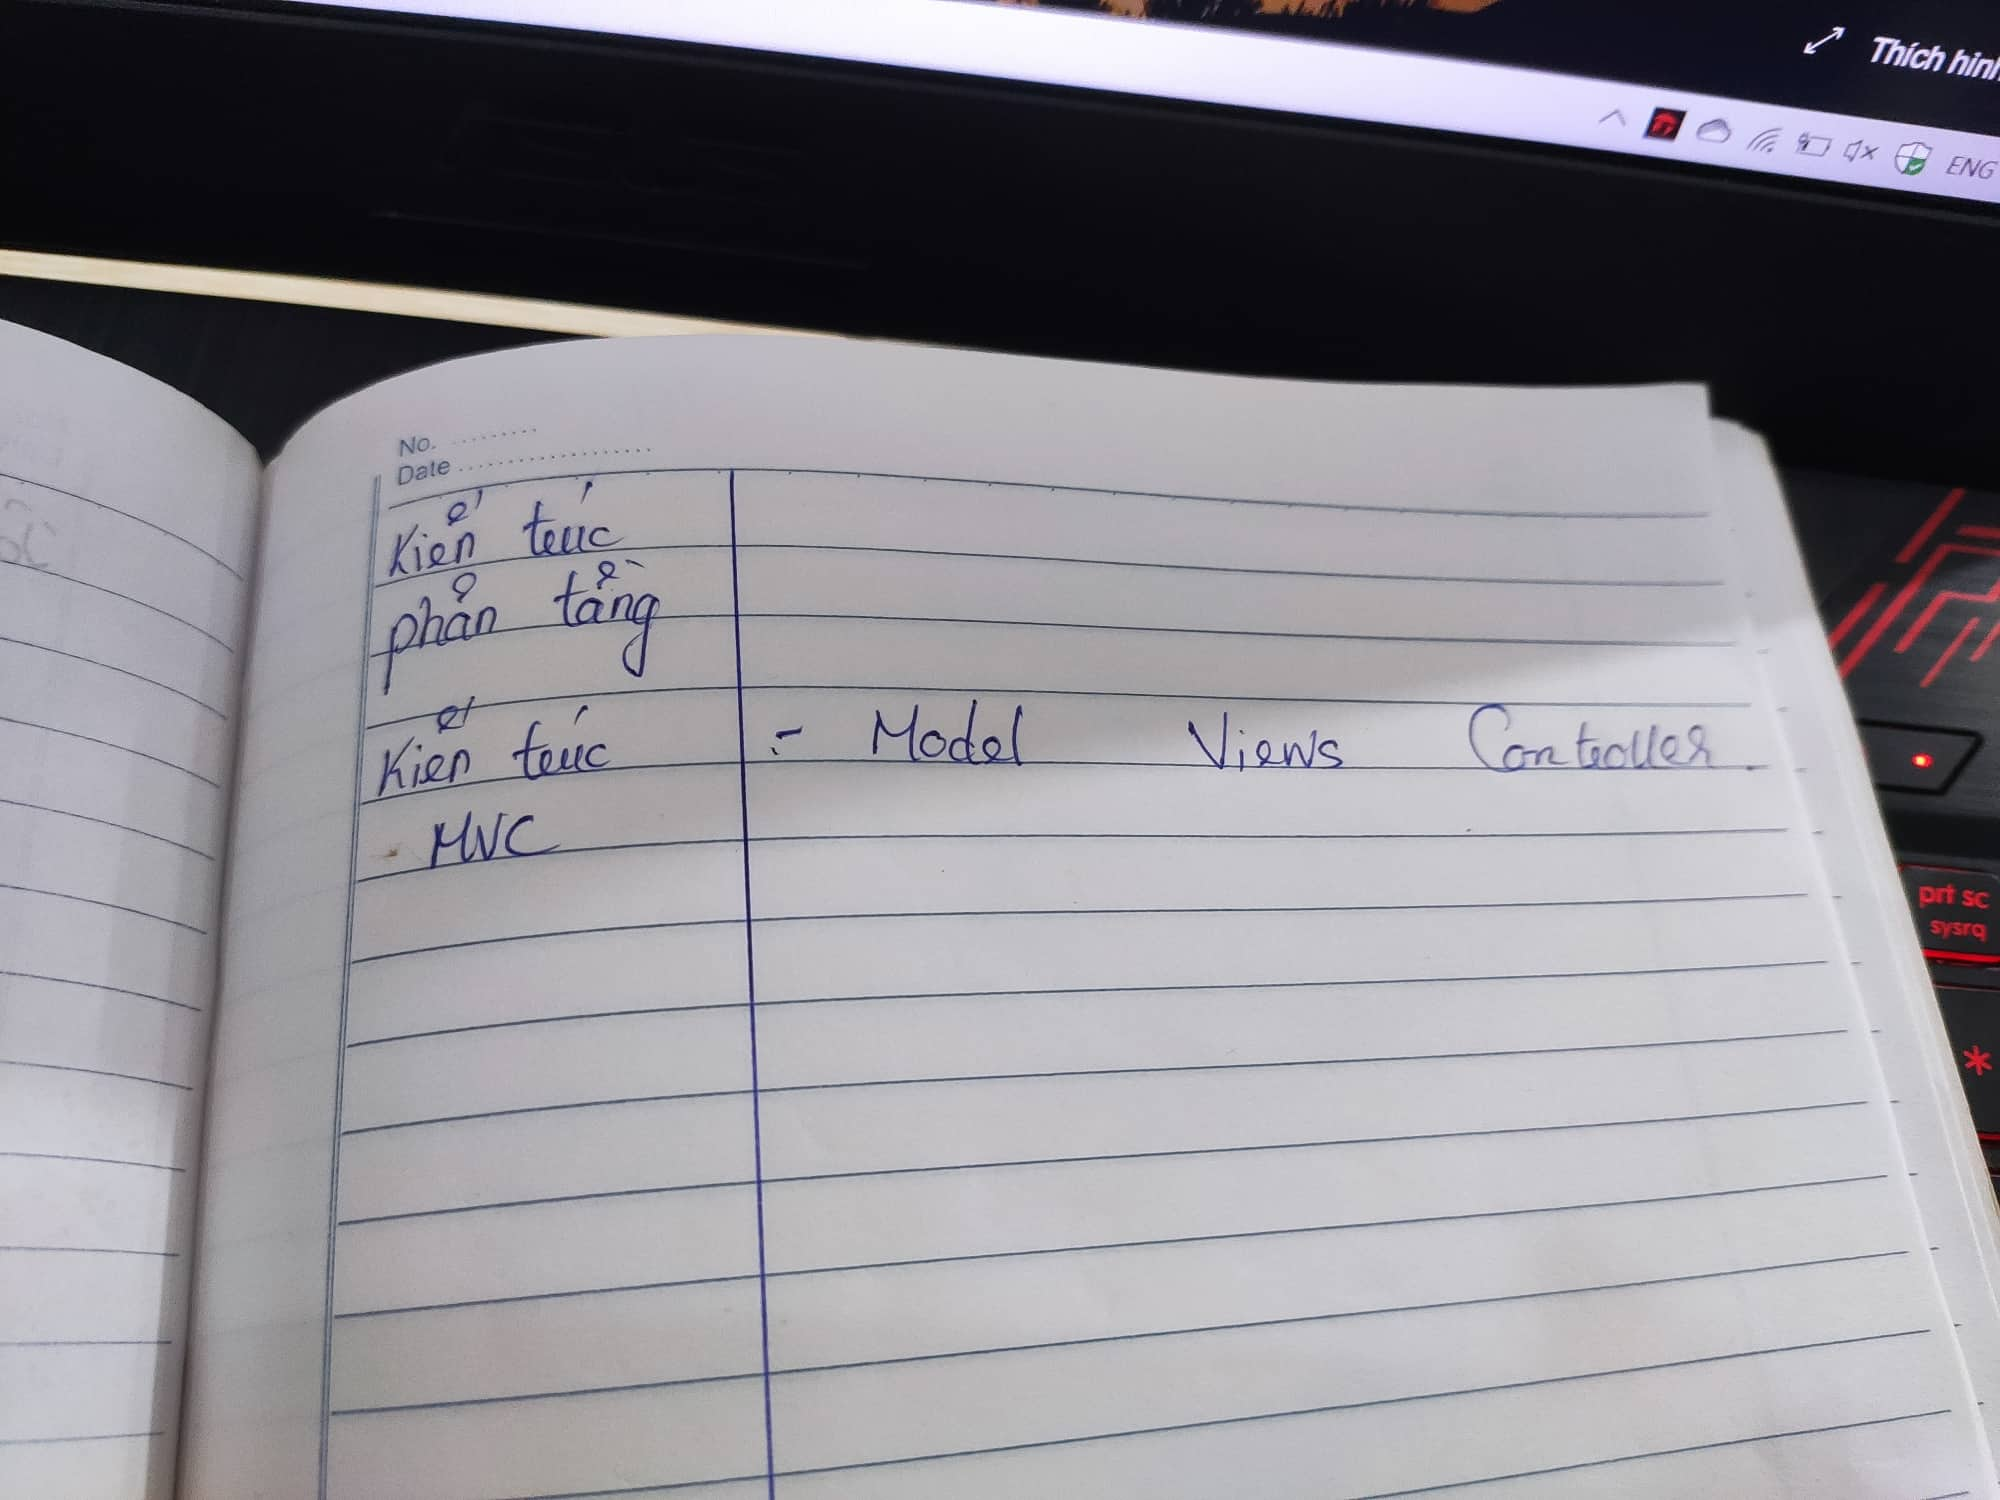 Thích hình
ENG
No. ..........
Date ....................
Kiến trúc
phân tầng
Kiến trúc
MVC
:- Model Views Controller.
prt sc
sysrq
*